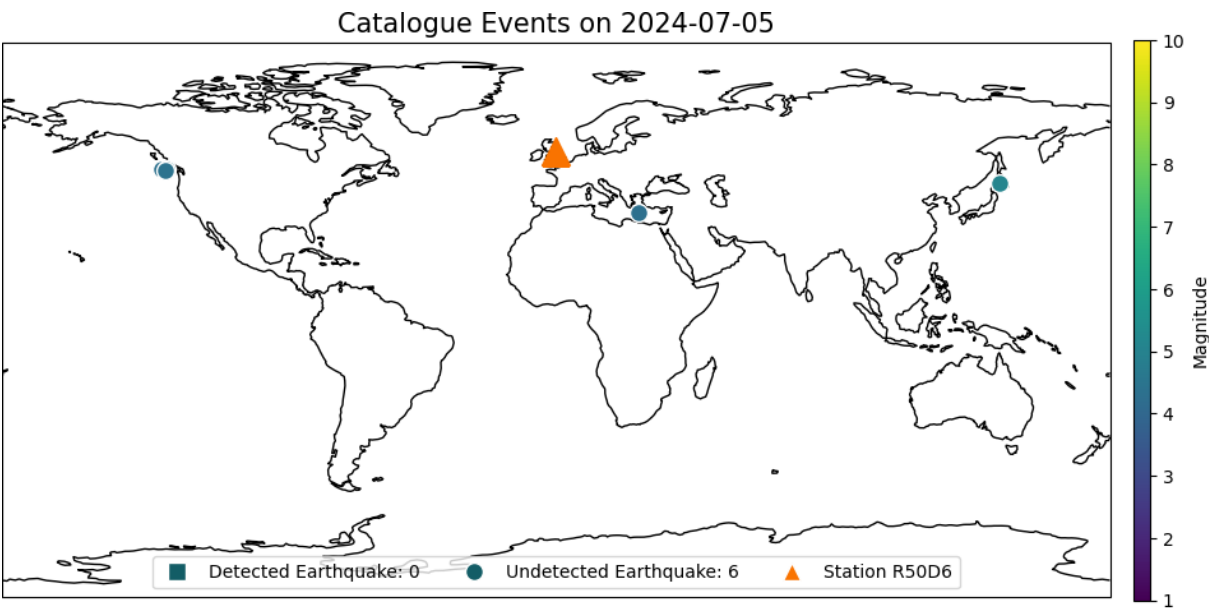 Catalogue Events on 2024-07-05
10
9
8
7
6
5
4
3
2
1
Magnitude
Detected Earthquake: 0
Undetected Earthquake: 6
Station R50D6